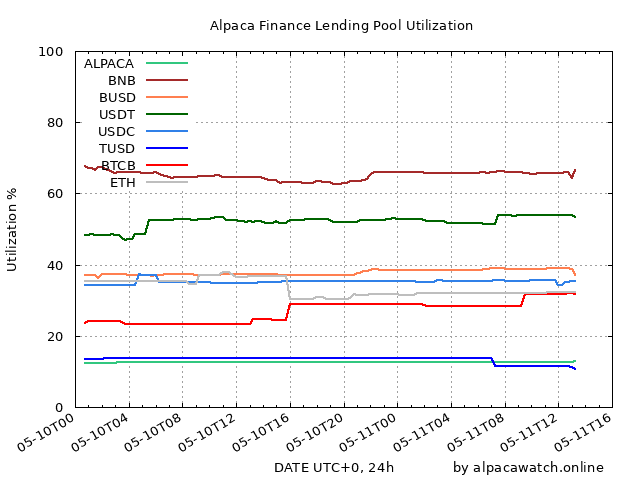 Alpaca Finance Lending Pool Utilization
100
80
60
40
20
0
Utilization %
ALPACA
BNB
BUSD
USDT
USDC
TUSD
BTCB
ETH
05-10T00
05-10T04
05-10T08
05-10T12
05-10T16
05-10T20
05-11T00
05-11T04
05-11T08
05-11T12
05-11T16
DATE UTC+0, 24h
by alpacawatch.online